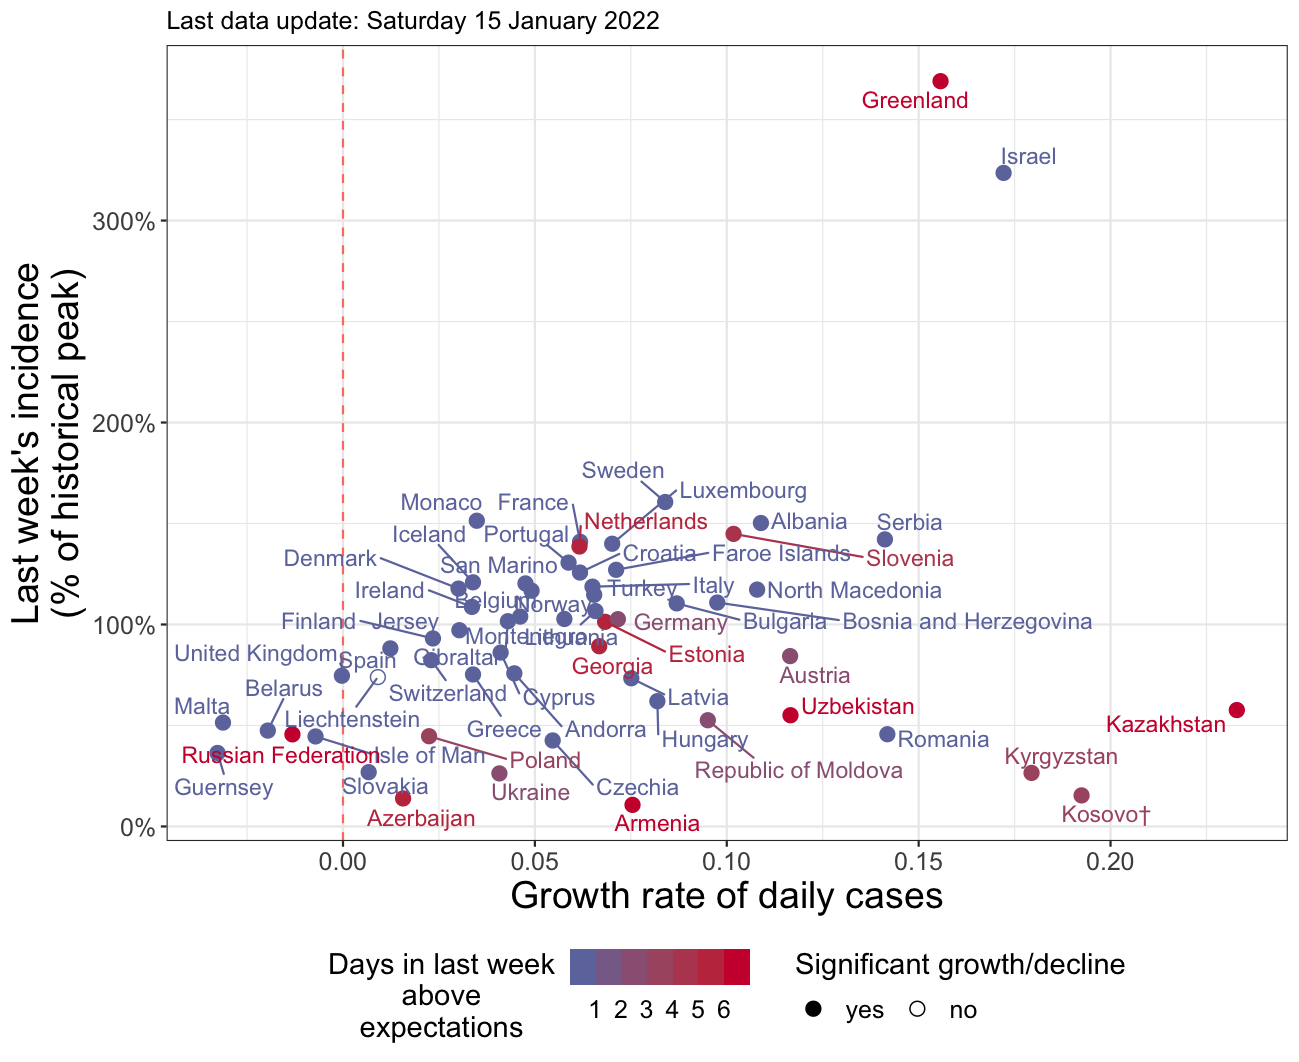 Last data update: Saturday 15 January 2022
Last week's incidence
(% of historical peak)
300%
200%
100%
0%
Greenland
Israel
Sweden
Luxembourg
Monaco
France
Netherlands
Albania
Serbia
Iceland
Portugal
Croatia
Faroe Islands
Slovenia
Denmark
San Marino
Ireland
Belgium
Norway
Turkey
Italy
North Macedonia
Finland
Jersey
Montenegro
Lithuania
Germany
Bulgaria
Bosnia and Herzegovina
United Kingdom
Spain
Gibraltar
Georgia
Estonia
Austria
Malta
Belarus
Liechtenstein
Switzerland
Cyprus
Latvia
Uzbekistan
Kazakhstan
Greece
Andorra
Hungary
Romania
Russian Federation
Isle of Man
Poland
Republic of Moldova
Kyrgyzstan
Guernsey
Slovakia
Ukraine
Czechia
Azerbaijan
Armenia
Kosovo†
0.00 0.05 0.10 0.15 0.20
Growth rate of daily cases
Days in last week
above
expectations
1 2 3 4 5 6
Significant growth/decline
yes no